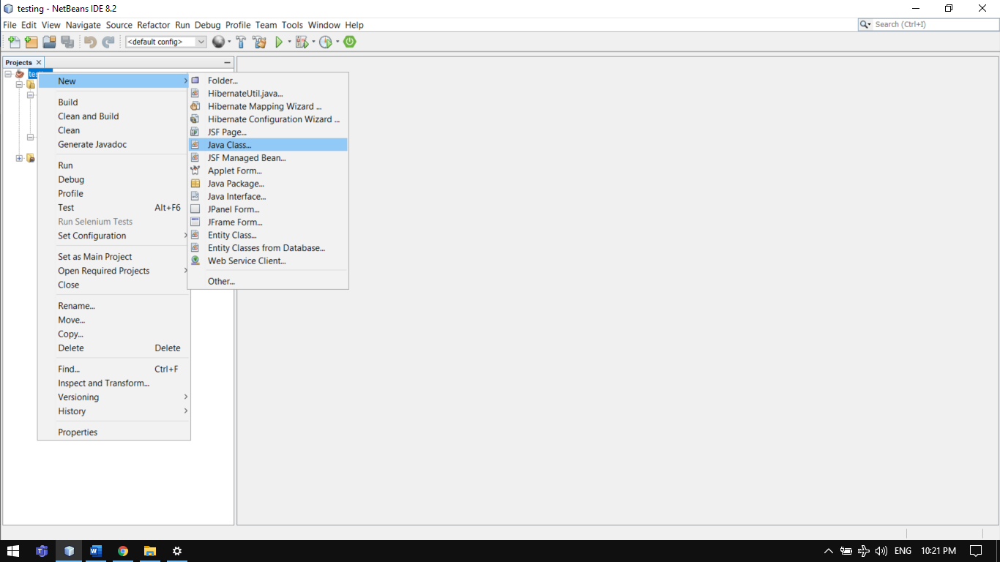 testing - NetBeans IDE 8.2
File Edit View Navigate Source Refactor Run Debug Profile Team Tools Window Help
Search (Ctrl+I)
<default config>
Projects
New
Build
Clean and Build
Clean
Generate Javadoc
Run
Debug
Profile
Test Alt+F6
Run Selenium Tests
Set Configuration
Set as Main Project
Open Required Projects
Close
Rename...
Move...
Copy...
Delete Delete
Find... Ctrl+F
Inspect and Transform...
Versioning
History
Properties
Folder...
HibernateUtil.java...
Hibernate Mapping Wizard ...
Hibernate Configuration Wizard ...
JSF Page...
Java Class...
JSF Managed Bean...
Applet Form...
Java Package...
Java Interface...
JPanel Form...
JFrame Form...
Entity Class...
Entity Classes from Database...
Web Service Client...
Other...
ENG 10:21 PM